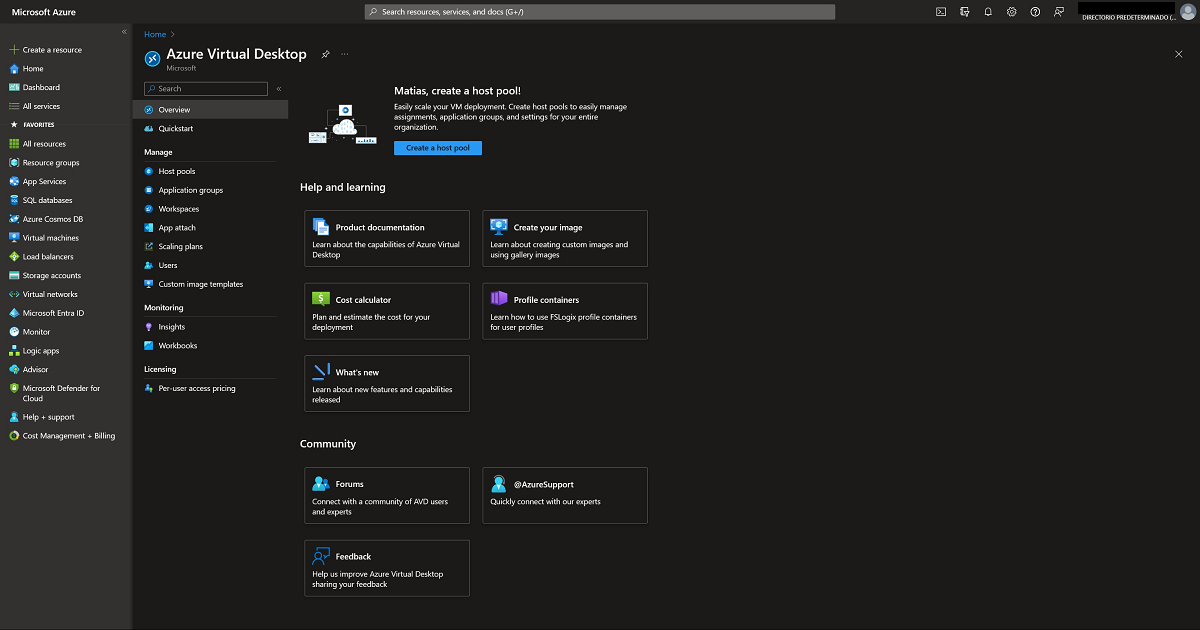 Microsoft Azure
Search resources, services, and docs (G+/)
DIRECTORIO PREDETERMINADO (...
Create a resource
Home
Dashboard
All services
FAVORITES
All resources
Resource groups
App Services
SQL databases
Azure Cosmos DB
Virtual machines
Load balancers
Storage accounts
Virtual networks
Microsoft Entra ID
Monitor
Logic apps
Advisor
Microsoft Defender for
Cloud
Help + support
Cost Management + Billing
Home
Azure Virtual Desktop
Microsoft
Search
Overview
Quickstart
Manage
Host pools
Application groups
Workspaces
App attach
Scaling plans
Users
Custom image templates
Monitoring
Insights
Workbooks
Licensing
Per-user access pricing
Matias, create a host pool!
Easily scale your VM deployment. Create host pools to easily manage
assignments, application groups, and settings for your entire
organization.
Create a host pool
Help and learning
Product documentation
Learn about the capabilities of Azure Virtual
Desktop
Create your image
Learn about creating custom images and
using gallery images
Cost calculator
Plan and estimate the cost for your
deployment
Profile containers
Learn how to use FSLogix profile containers
for user profiles
What's new
Learn about new features and capabilities
released
Community
Forums
Connect with a community of AVD users
and experts
@AzureSupport
Quickly connect with our experts
Feedback
Help us improve Azure Virtual Desktop
sharing your feedback